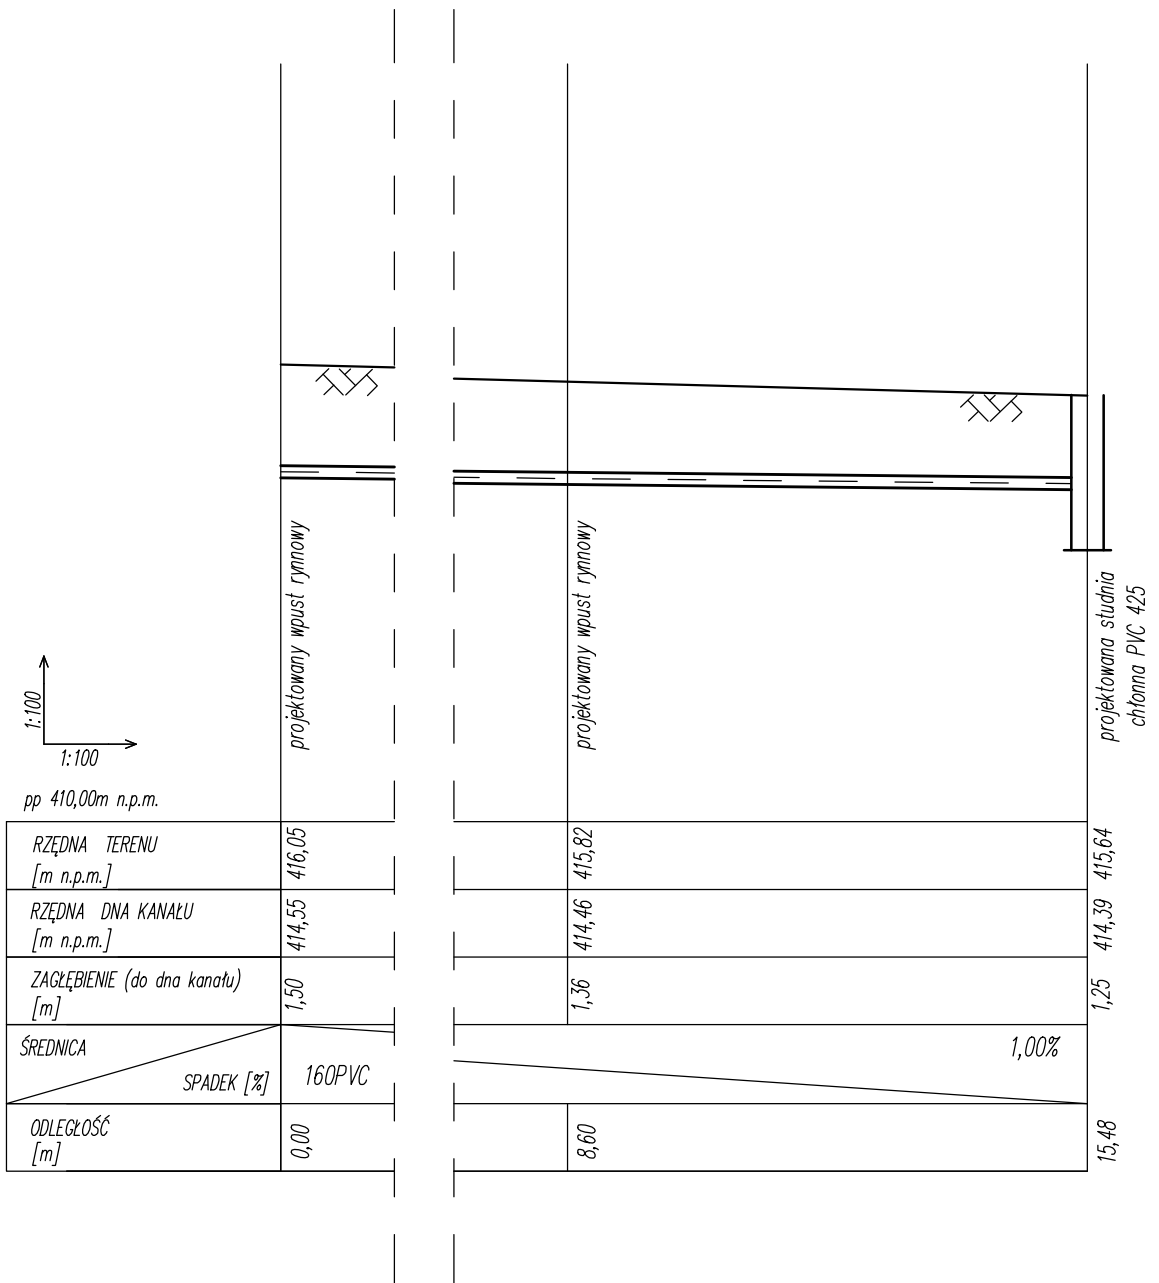 projektowany wpust rynnowy
projektowany wpust rynnowy
projektowana studnia
chłonna PVC 425
1:100
1:100
pp 410,00m n.p.m.
RZĘDNA TERENU
[m n.p.m.]
416,05
415,82
415,64
RZĘDNA DNA KANAŁU
[m n.p.m.]
414,55
414,46
414,39
ZAGŁĘBIENIE (do dna kanału)
[m]
1,50
1,36
1,25
ŚREDNICA
SPADEK [%]
160PVC
1,00%
ODLEGŁOŚĆ
[m]
0,00
8,60
15,48